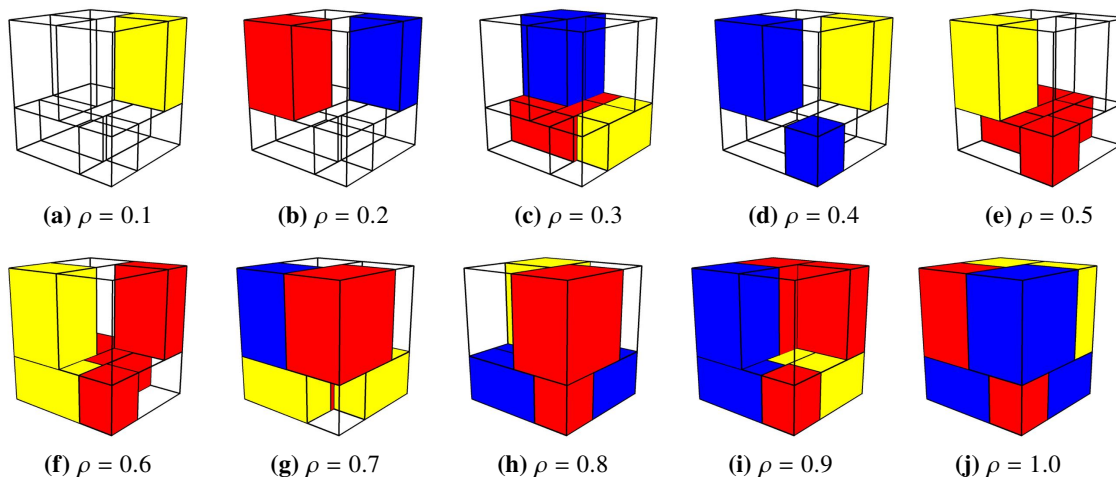 (a) ρ = 0.1
(b) ρ = 0.2
(c) ρ = 0.3
(d) ρ = 0.4
(e) ρ = 0.5
(f) ρ = 0.6
(g) ρ = 0.7
(h) ρ = 0.8
(i) ρ = 0.9
(j) ρ = 1.0